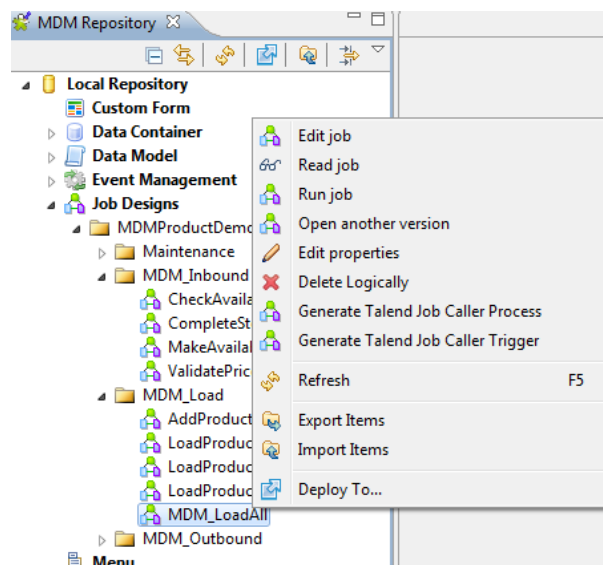 MDM Repository
Local Repository
Custom Form
Data Container
Data Model
Event Management
Job Designs
MDMProductDemo
Maintenance
MDM_Inbound
CheckAvaila
CompleteSt
MakeAvailal
ValidatePric
MDM_Load
AddProduct
LoadProduc
LoadProduc
LoadProduc
MDM_LoadAll
MDM_Outbound
Menu
Edit job
Read job
Run job
Open another version
Edit properties
Delete Logically
Generate Talend Job Caller Process
Generate Talend Job Caller Trigger
Refresh F5
Export Items
Import Items
Deploy To...